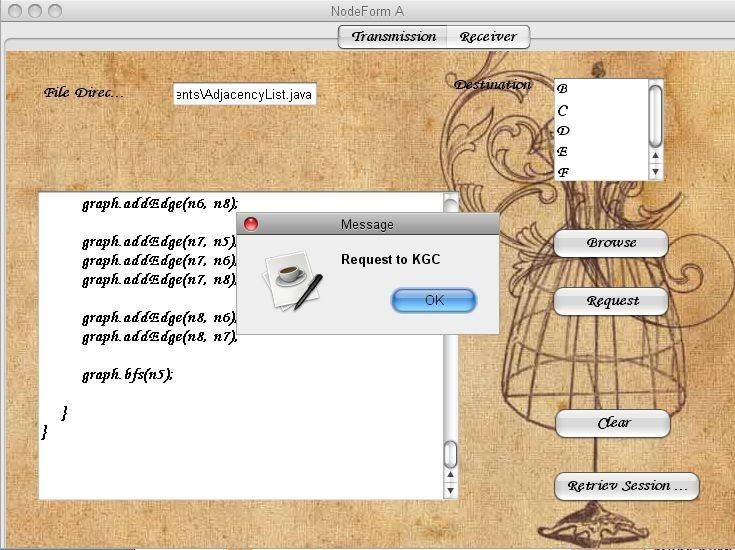 NodeForm A
Transmission Receiver
File Direc...
ents\AdjacencyList.java
Destination
B
C
D
E
F
graph.addEdge(n6, n8);
graph.addEdge(n7, n5)
graph.addEdge(n7, n6)
graph.addEdge(n7, n8)
graph.addEdge(n8, n6)
graph.addEdge(n8, n7);
graph.bfs(n5);
}
}
Message
Request to KGC
OK
Browse
Request
Clear
Retriev Session ...